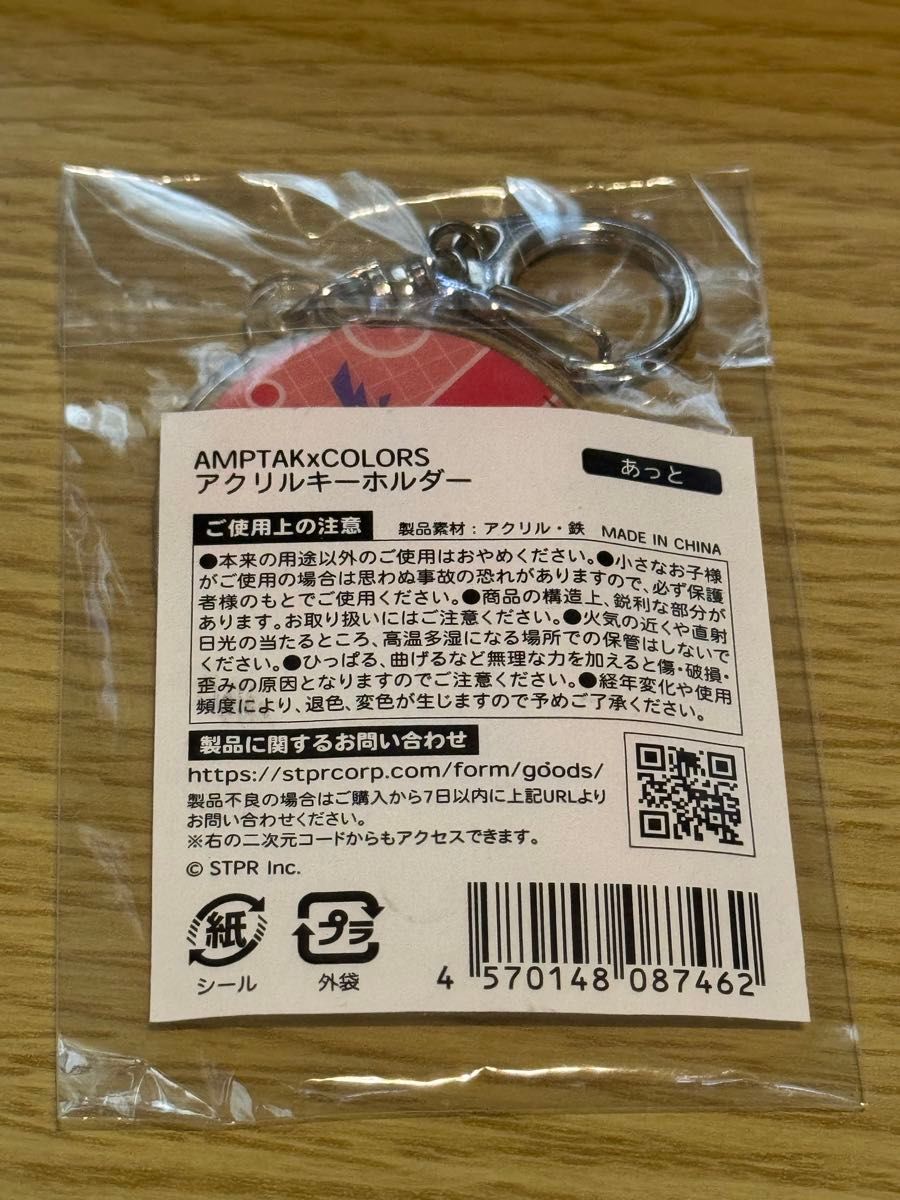 AMPTAKxCOLORS
アクリルキーホルダー
あっと
ご使用上の注意
製品素材：アクリル・鉄 MADE IN CHINA
●本来の用途以外のご使用はおやめください。●小さなお子様
がご使用の場合は思わぬ事故の恐れがありますので、必ず保護
者様のもとでご使用ください。●商品の構造上、鋭利な部分が
あります。お取り扱いにはご注意ください。●火気の近くや直射
日光の当たるところ、高温多湿になる場所での保管はしないで
ください。●ひっぱる、曲げるなど無理な力を加えると傷・破損・
歪みの原因となりますのでご注意ください。●経年変化や使用
頻度により、退色、変色が生じますので予めご了承ください。
製品に関するお問い合わせ
https://stprcorp.com/form/goods/
製品不良の場合はご購入から7日以内に上記URLより
お問い合わせください。
※右の二次元コードからもアクセスできます。
© STPR Inc.
紙
シール
プラ
外袋
4 570148 087462